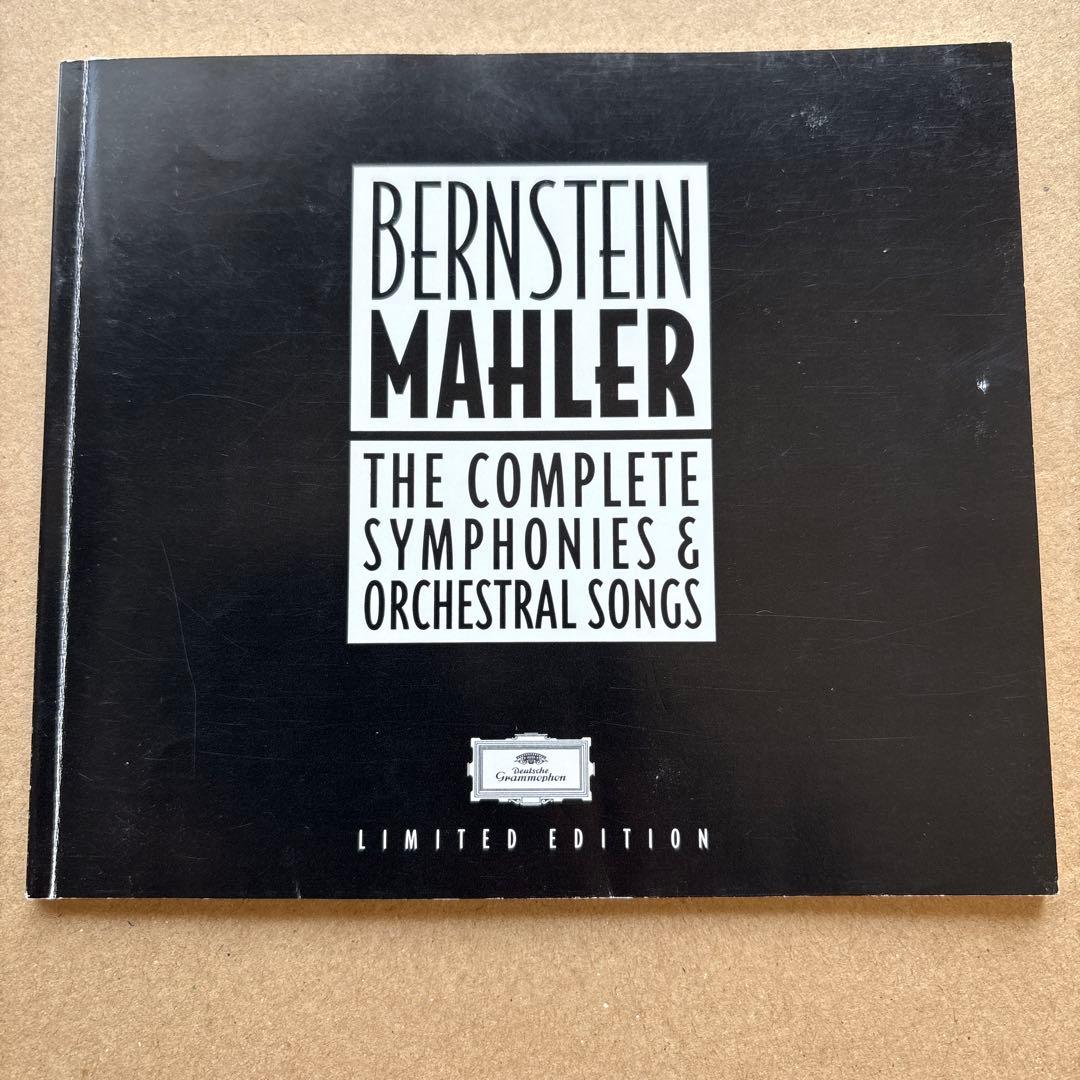 BERNSTEIN
MAHLER
THE COMPLETE
SYMPHONIES &
ORCHESTRAL SONGS
Deutsche
Grammophon
LIMITED EDITION